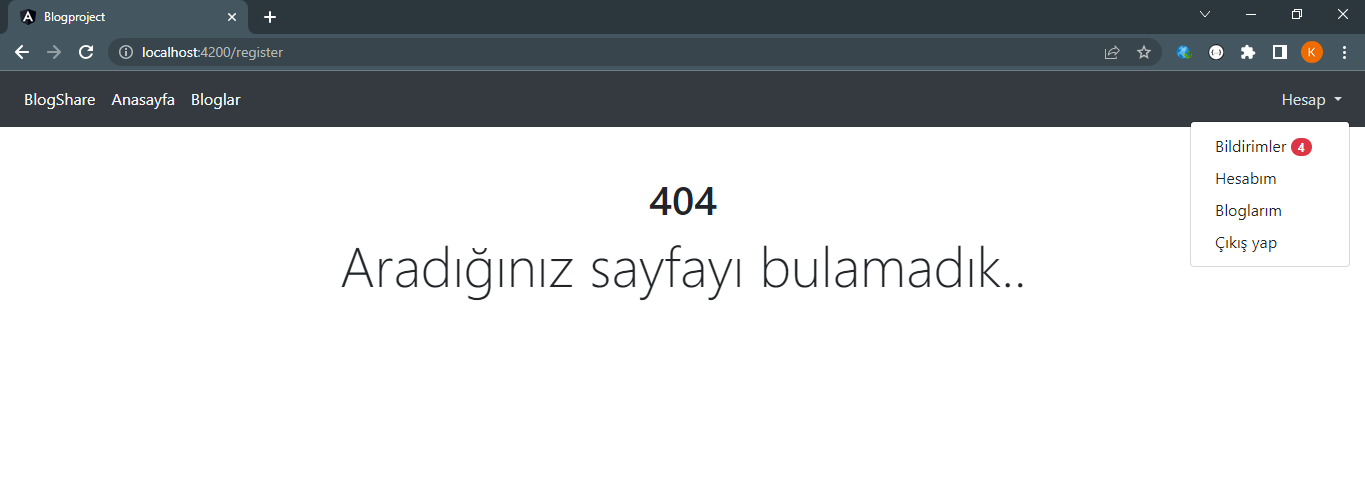 Blogproject
localhost:4200/register
K
BlogShare Anasayfa Bloglar Hesap
Bildirimler 4
Hesabım
Bloglarım
Çıkış yap
404
Aradığınız sayfayı bulamadık..